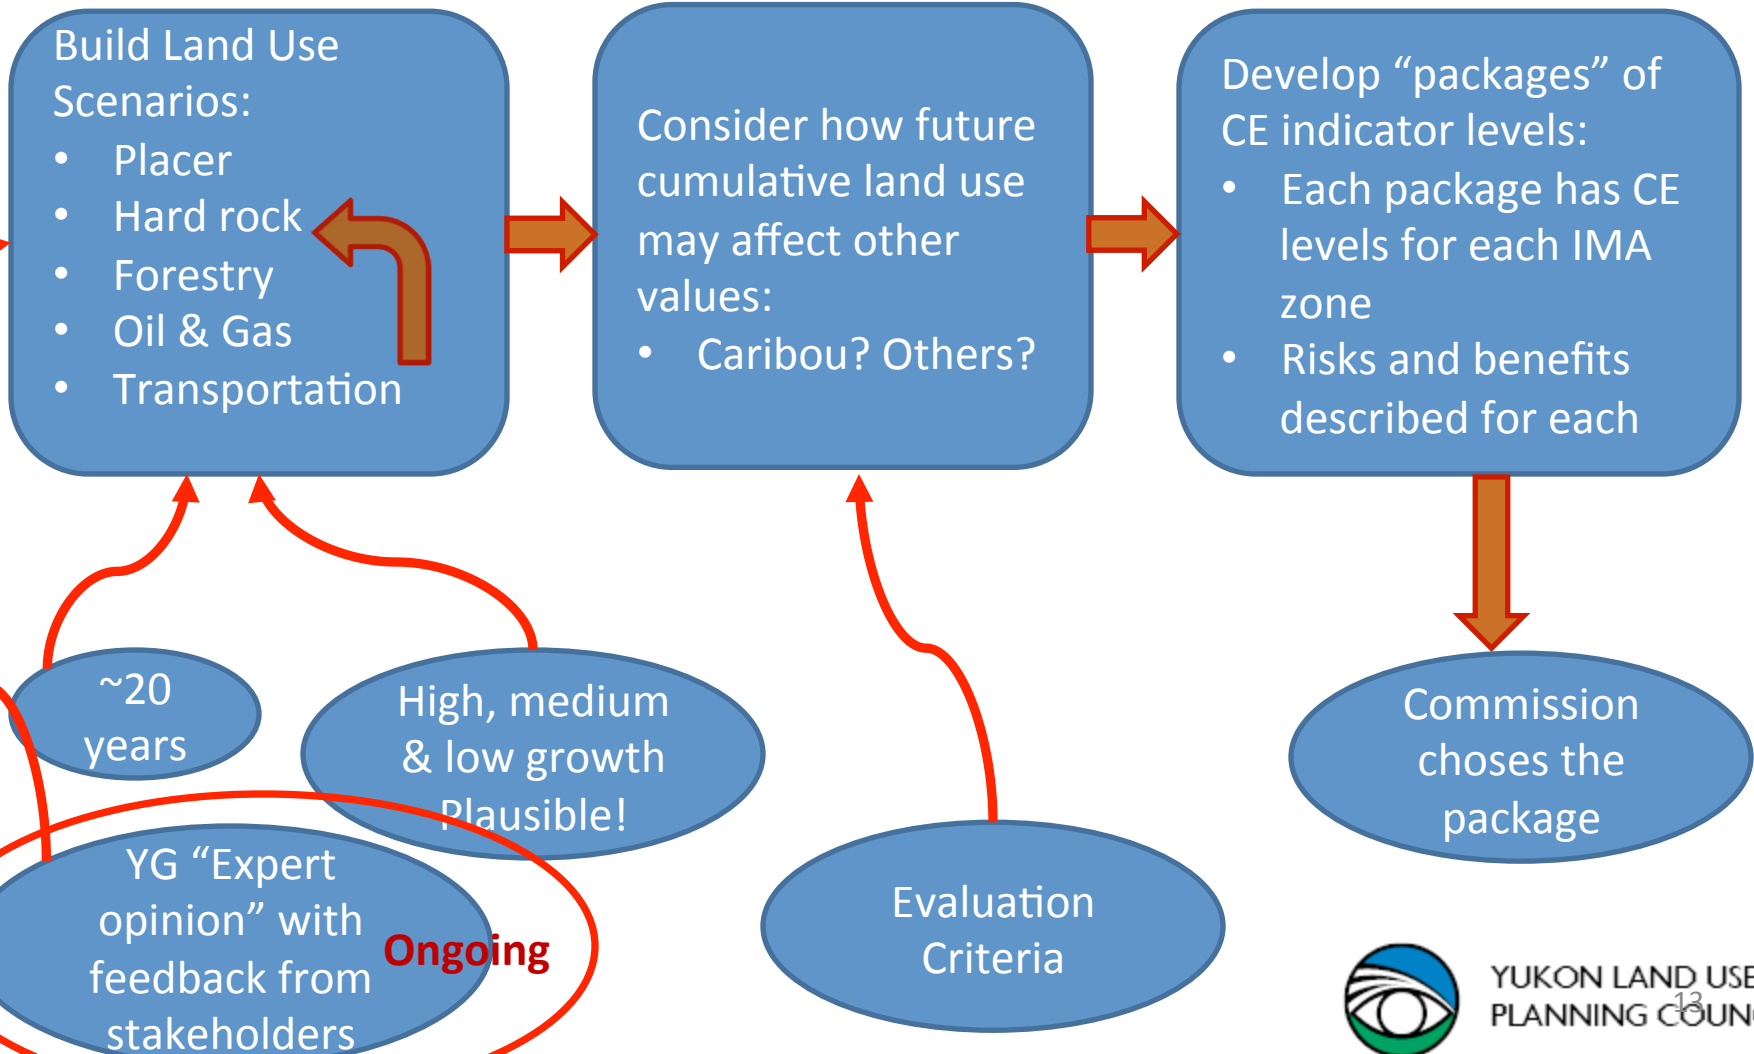 Build Land Use
Scenarios:
• Placer
• Hard rock
• Forestry
• Oil & Gas
• Transportation
Consider how future
cumulative land use
may affect other
values:
• Caribou? Others?
Develop “packages” of
CE indicator levels:
• Each package has CE
levels for each IMA
zone
• Risks and benefits
described for each
~20
years
High, medium
& low growth
Plausible!
Commission
choses the
package
YG “Expert
opinion” with
feedback from
stakeholders
Ongoing
Evaluation
Criteria
YUKON LAND USE
PLANNING COUN
13